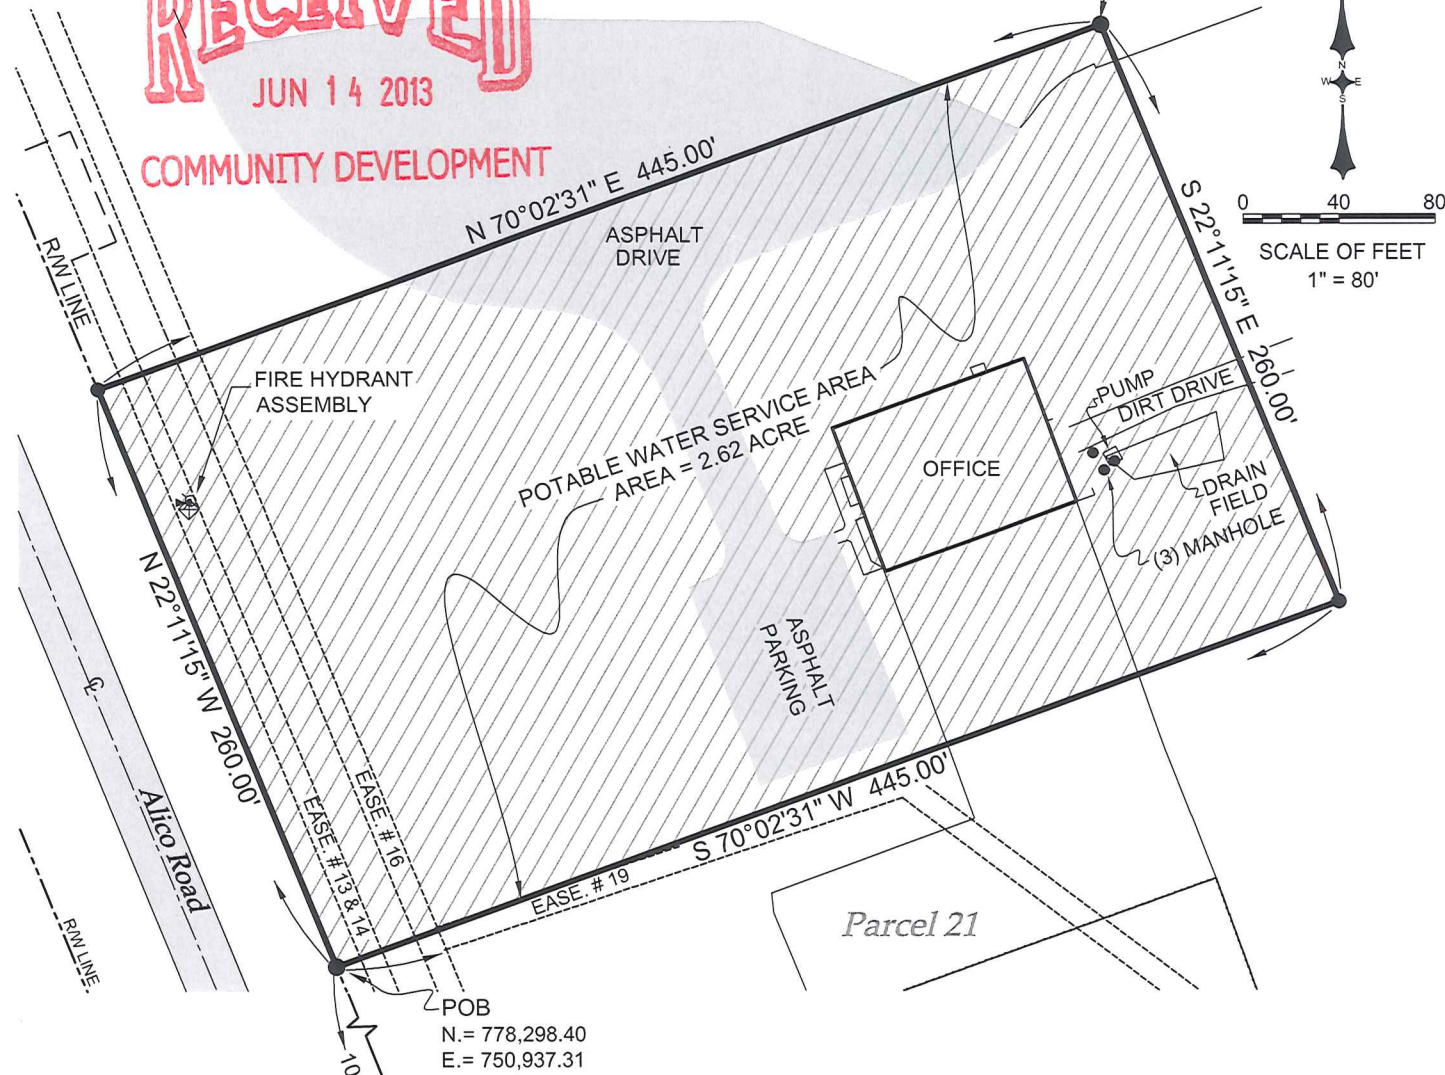 RECEIVED
JUN 14 2013
COMMUNITY DEVELOPMENT
N
W E
S
0 40 80
SCALE OF FEET
1" = 80'
N 70°02'31" E 445.00'
S 22°11'15" E 260.00'
ASPHALT
DRIVE
R/W LINE
FIRE HYDRANT
ASSEMBLY
POTABLE WATER SERVICE AREA
AREA = 2.62 ACRE
PUMP
DIRT DRIVE
OFFICE
DRAIN
FIELD
(3) MANHOLE
N 22°11'15" W 260.00'
ASPHALT
PARKING
℄
Alico Road
EASE. # 16
EASE. # 13 & 14
S 70°02'31" W 445.00'
EASE. # 19
Parcel 21
R/W LINE
POB
N.= 778,298.40
E.= 750,937.31
10